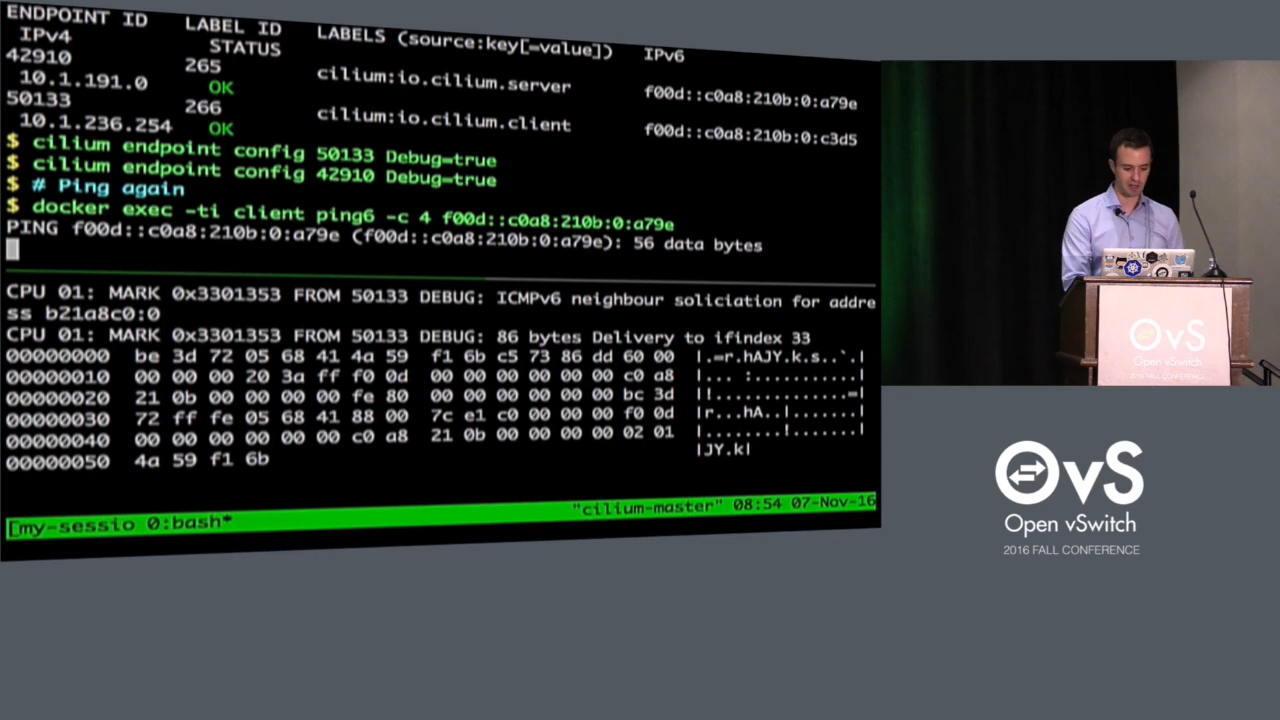 ENDPOINT ID LABEL ID LABELS (source:key[=value]) IPv6
IPv4 STATUS
42910 265 cilium:io.cilium.server f00d::c0a8:210b:0:a79e
10.1.191.0 OK
50133 266 cilium:io.cilium.client f00d::c0a8:210b:0:c3d5
10.1.236.254 OK
$ cilium endpoint config 50133 Debug=true
$ cilium endpoint config 42910 Debug=true
$ # Ping again
$ docker exec -ti client ping6 -c 4 f00d::c0a8:210b:0:a79e
PING f00d::c0a8:210b:0:a79e (f00d::c0a8:210b:0:a79e): 56 data bytes
CPU 01: MARK 0x3301353 FROM 50133 DEBUG: ICMPv6 neighbour soliciation for addre
ss b21a8c0:0
CPU 01: MARK 0x3301353 FROM 50133 DEBUG: 86 bytes Delivery to ifindex 33
00000000 be 3d 72 05 68 41 4a 59 f1 6b c5 73 86 dd 60 00 |.=r.hAJY.k.s..`.|
00000010 00 00 00 20 3a ff f0 0d 00 00 00 00 00 00 c0 a8 |... :...........|
00000020 21 0b 00 00 00 00 fe 80 00 00 00 00 00 00 bc 3d |!..............=|
00000030 72 ff fe 05 68 41 88 00 7c e1 c0 00 00 00 f0 0d |r...hA..|.......|
00000040 00 00 00 00 00 00 c0 a8 21 0b 00 00 00 00 02 01 |........!.......|
00000050 4a 59 f1 6b |JY.k|
[my-sessio 0:bash* "cilium-master" 08:54 07-Nov-16
OvS
Open vSwitch
2016 FALL CONFERENCE
OvS
Open vSwitch
2016 FALL CONFERENCE